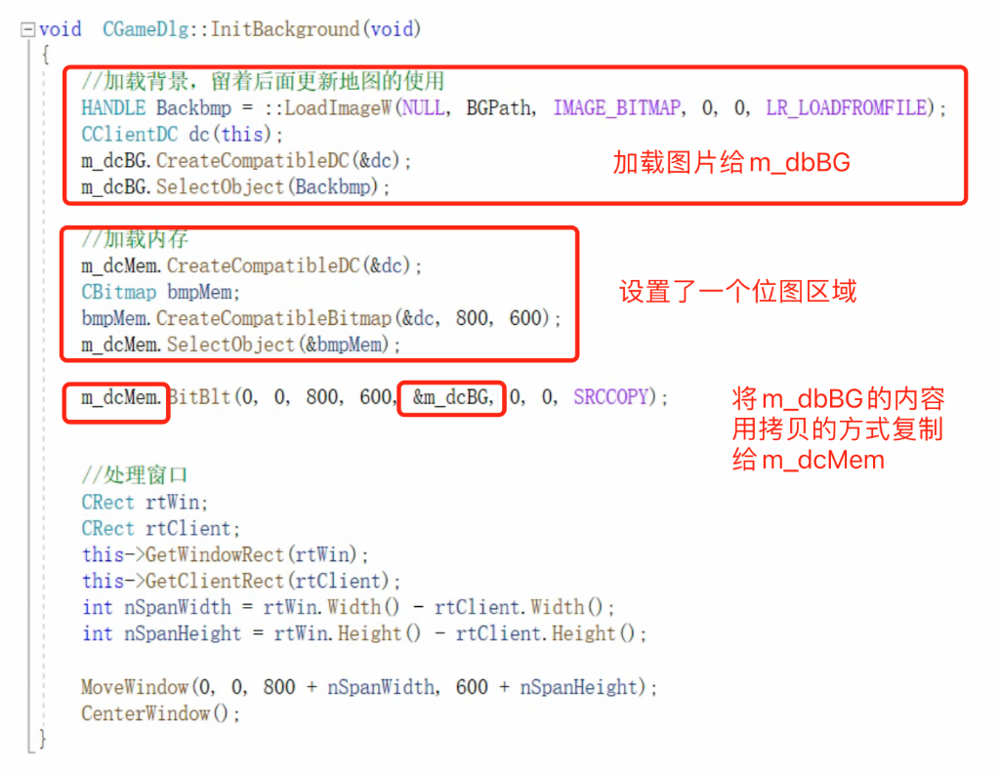 void CGameDlg::InitBackground(void)
{
//加载背景，留着后面更新地图的使用
HANDLE Backbmp = ::LoadImageW(NULL, BGPath, IMAGE_BITMAP, 0, 0, LR_LOADFROMFILE);
CClientDC dc(this);
m_dcBG.CreateCompatibleDC(&dc);
加载图片给m_dbBG
m_dcBG.SelectObject(Backbmp);
//加载内存
m_dcMem.CreateCompatibleDC(&dc);
CBitmap bmpMem;
设置了一个位图区域
bmpMem.CreateCompatibleBitmap(&dc, 800, 600);
m_dcMem.SelectObject(&bmpMem);
m_dcMem.BitBlt(0, 0, 800, 600, &m_dcBG, 0, 0, SRCCOPY);
将m_dbBG的内容
用拷贝的方式复制
给m_dcMem
//处理窗口
CRect rtWin;
CRect rtClient;
this->GetWindowRect(rtWin);
this->GetClientRect(rtClient);
int nSpanWidth = rtWin.Width() - rtClient.Width();
int nSpanHeight = rtWin.Height() - rtClient.Height();
MoveWindow(0, 0, 800 + nSpanWidth, 600 + nSpanHeight);
CenterWindow();
}